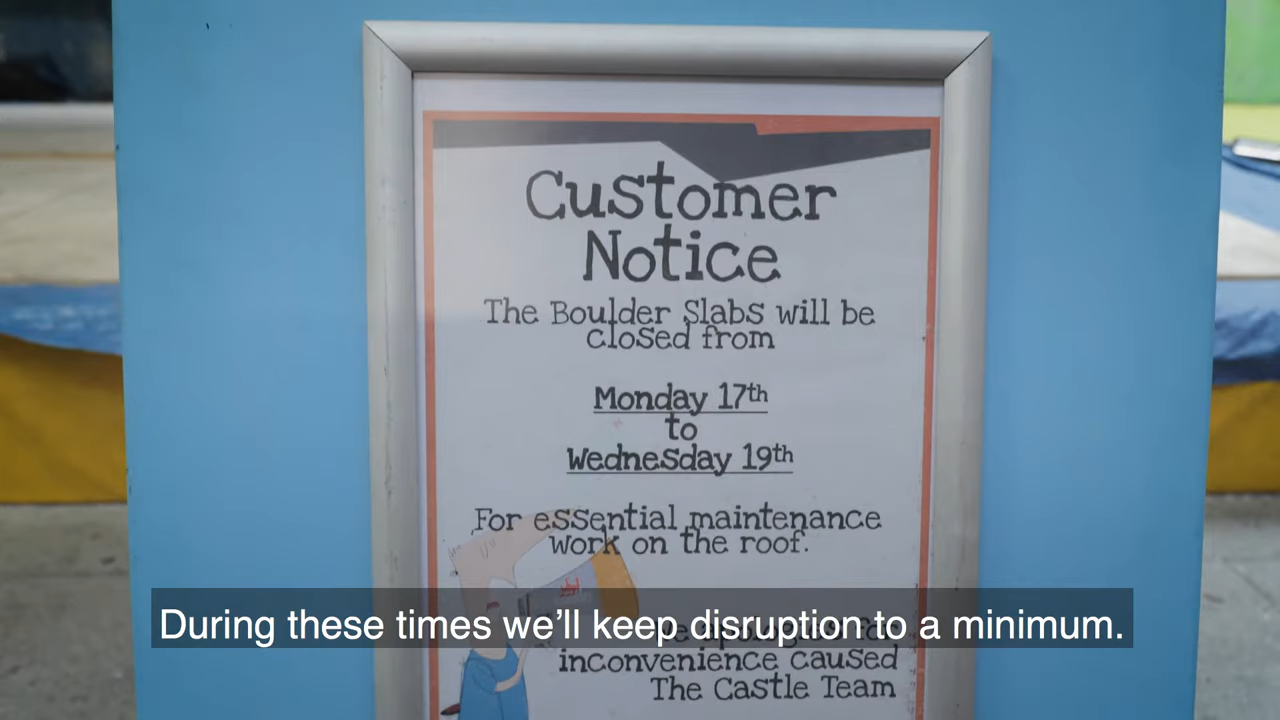 Customer
Notice
The Boulder Slabs will be
closed from
Monday 17th
to
Wednesday 19th
For essential maintenance
work on the roof.
During these times we'll keep disruption to a minimum.
inconvenience caused
The Castle Team